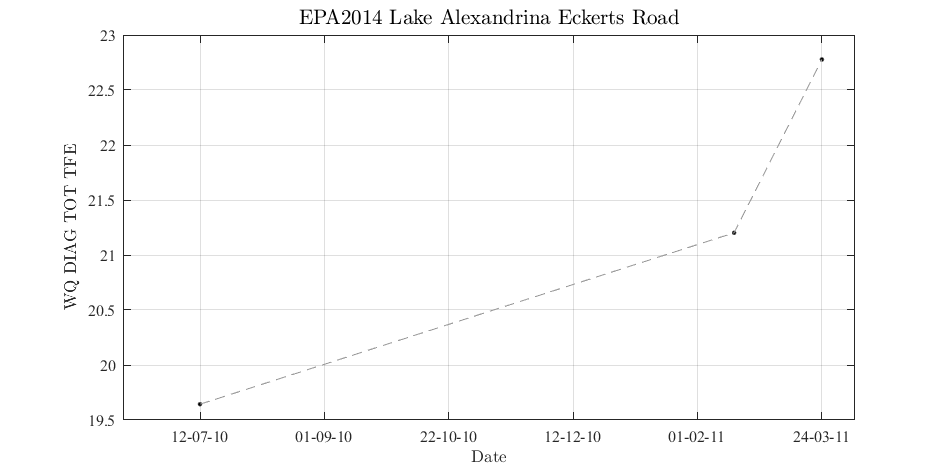 EPA2014 Lake Alexandrina Eckerts Road
23
22.5
22
21.5
21
20.5
20
19.5
WQ DIAG TOT TFE
12-07-10 01-09-10 22-10-10 12-12-10 01-02-11 24-03-11
Date